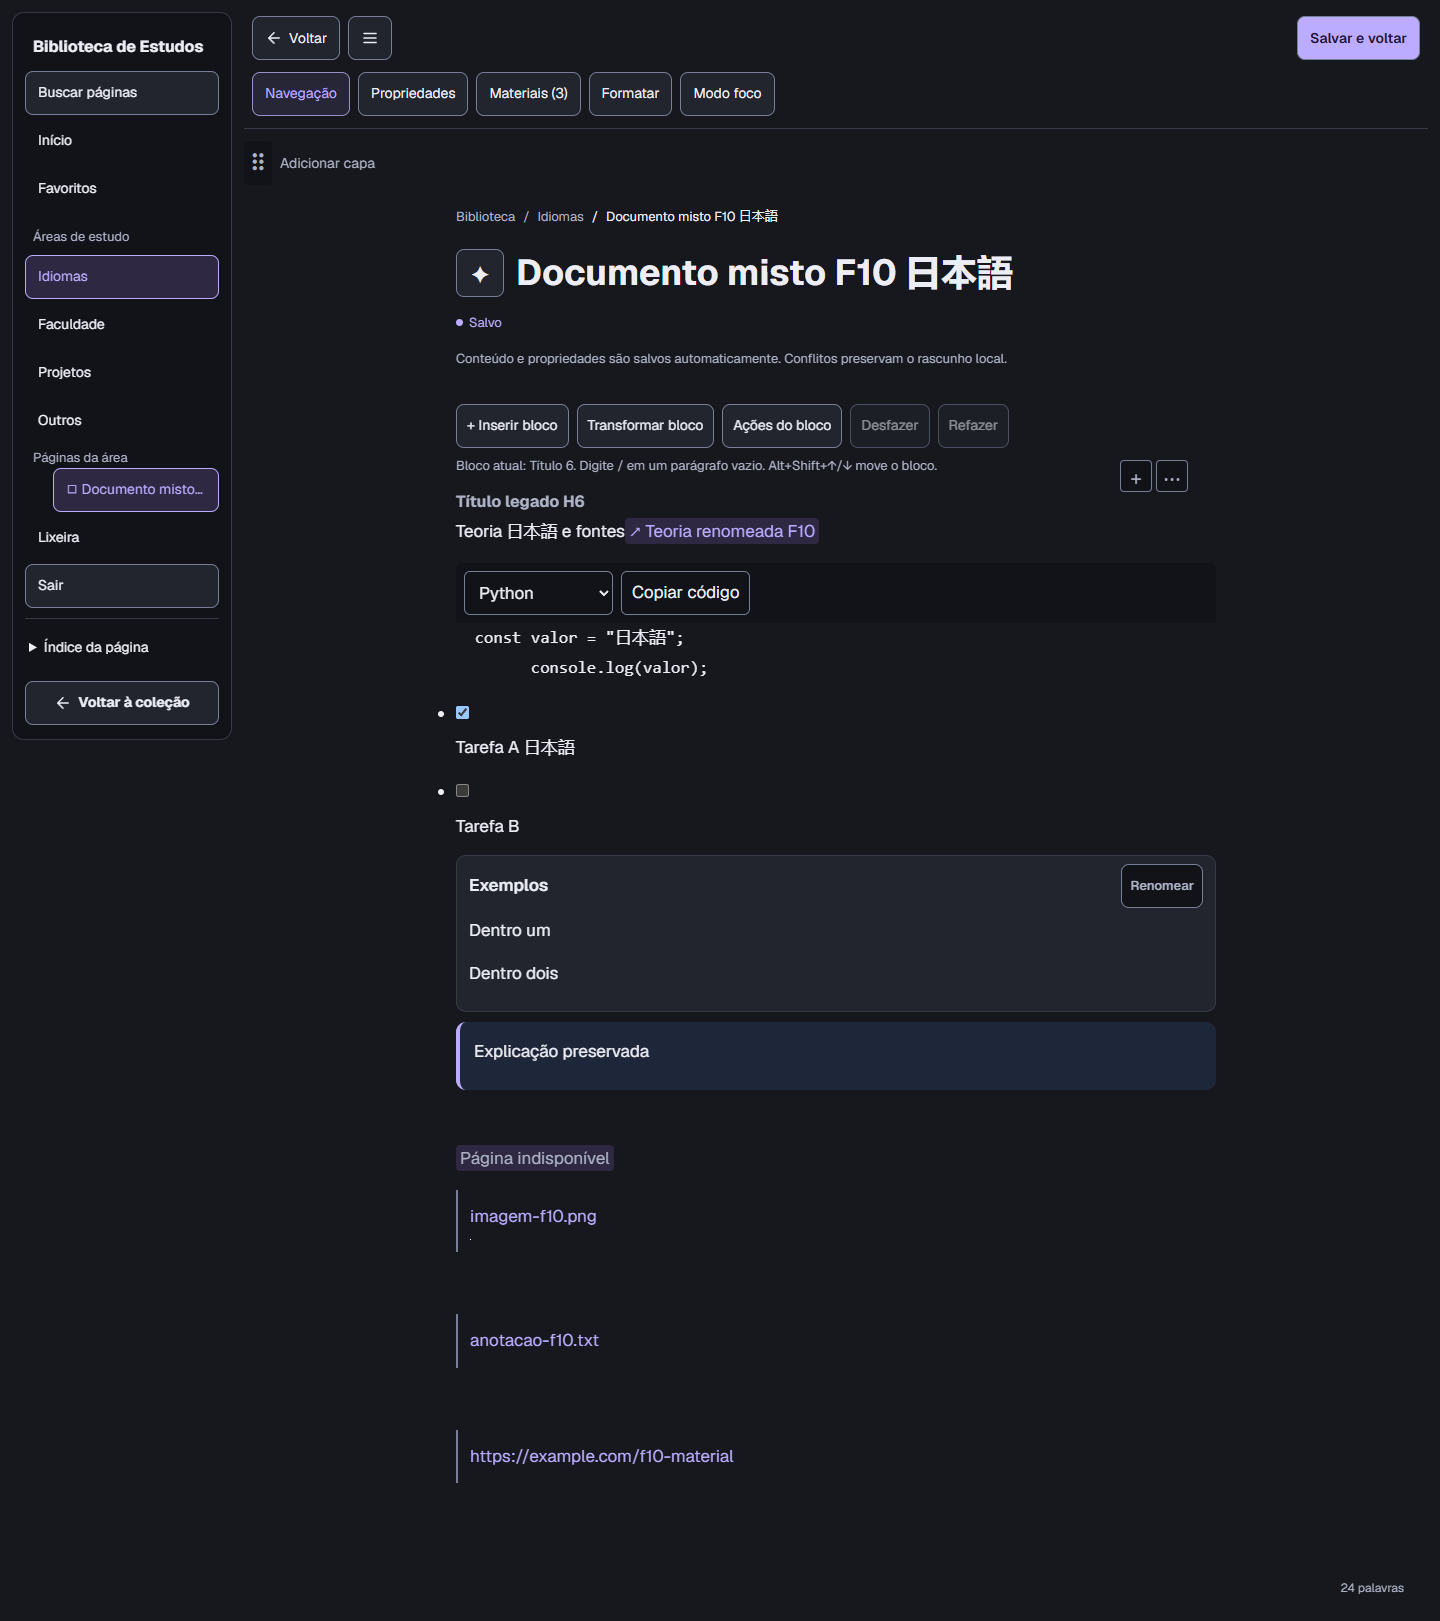 Biblioteca de Estudos
Buscar páginas
Início
Favoritos
Áreas de estudo
Idiomas
Faculdade
Projetos
Outros
Páginas da área
Documento misto...
Lixeira
Sair
Índice da página
← Voltar à coleção
← Voltar
Salvar e voltar
Navegação
Propriedades
Materiais (3)
Formatar
Modo foco
Adicionar capa
Biblioteca / Idiomas / Documento misto F10 日本語
Documento misto F10 日本語
Salvo
Conteúdo e propriedades são salvos automaticamente. Conflitos preservam o rascunho local.
+ Inserir bloco
Transformar bloco
Ações do bloco
Desfazer
Refazer
Bloco atual: Título 6. Digite / em um parágrafo vazio. Alt+Shift+↑/↓ move o bloco.
+ ...
Título legado H6
Teoria 日本語 e fontes ↗ Teoria renomeada F10
Python
Copiar código
const valor = "日本語";
console.log(valor);
Tarefa A 日本語
Tarefa B
Exemplos
Renomear
Dentro um
Dentro dois
Explicação preservada
Página indisponível
imagem-f10.png
anotacao-f10.txt
https://example.com/f10-material
24 palavras